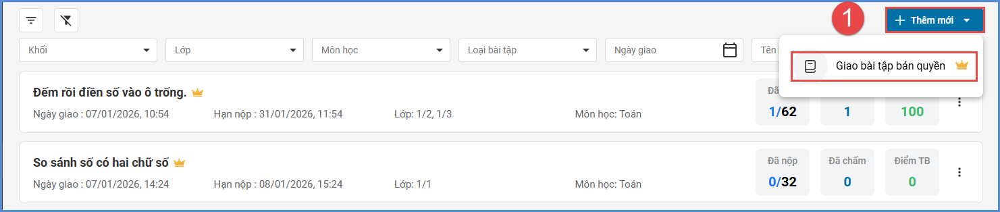 1
Thêm mới
Khối
Lớp
Môn học
Loại bài tập
Ngày giao
Tên
Giao bài tập bản quyền
Đếm rồi điền số vào ô trống.
Ngày giao : 07/01/2026, 10:54
Hạn nộp : 31/01/2026, 11:54
Lớp: 1/2, 1/3
Môn học: Toán
Đã
1/62
1
100
So sánh số có hai chữ số
Ngày giao : 07/01/2026, 14:24
Hạn nộp : 08/01/2026, 15:24
Lớp: 1/1
Môn học: Toán
Đã nộp
0/32
Đã chấm
0
Điểm TB
0